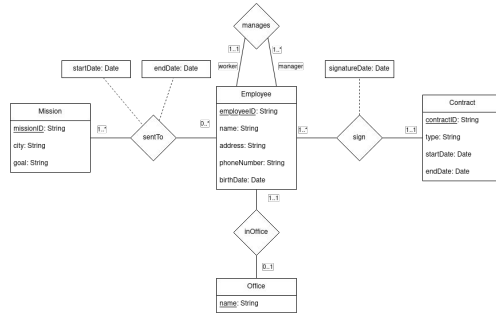 manages
1..1
1..*
worker
manager
startDate: Date
endDate: Date
signatureDate: Date
Mission
missionID: String
city: String
goal: String
1..*
sentTo
0..*
Employee
employeeID: String
name: String
address: String
phoneNumber: String
birthDate: Date
1..*
sign
1..1
Contract
contractID: String
type: String
startDate: Date
endDate: Date
1..1
inOffice
0..1
Office
name: String